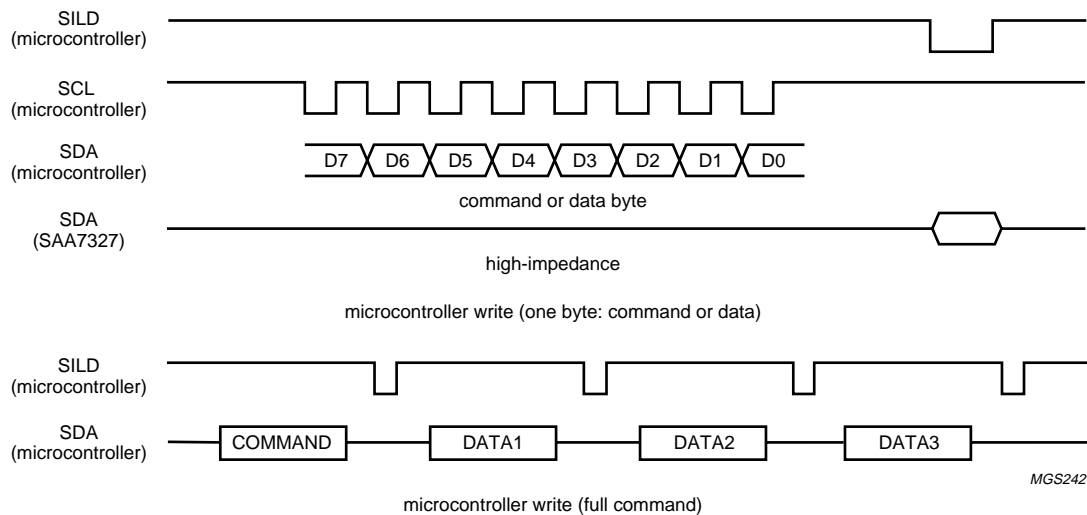 SILD
(microcontroller)
SCL
(microcontroller)
SDA
(microcontroller)
D7 D6 D5 D4 D3 D2 D1 D0
command or data byte
SDA
(SAA7327)
high-impedance
microcontroller write (one byte: command or data)
SILD
(microcontroller)
SDA
(microcontroller)
COMMAND DATA1 DATA2 DATA3
MGS242
microcontroller write (full command)